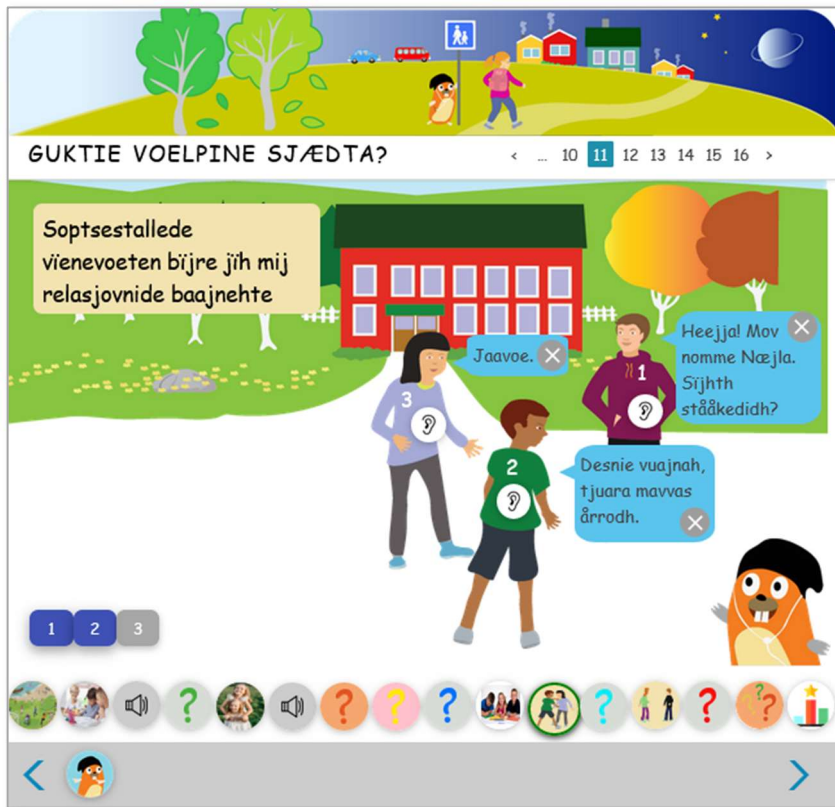 GUKTIE VOELPINE SJÆDTA?
< ... 10 11 12 13 14 15 16 >
Soptsestallede
vïenevoeten bïjre jïh mij
relasjovnide baajnehte
Heejja! Mov
nomme Næjla.
Sïjhth
stååkedidh?
1
Jaavoe.
3
2
Desnie vuajnah,
tjuara mavvas
årrodh.
1 2 3